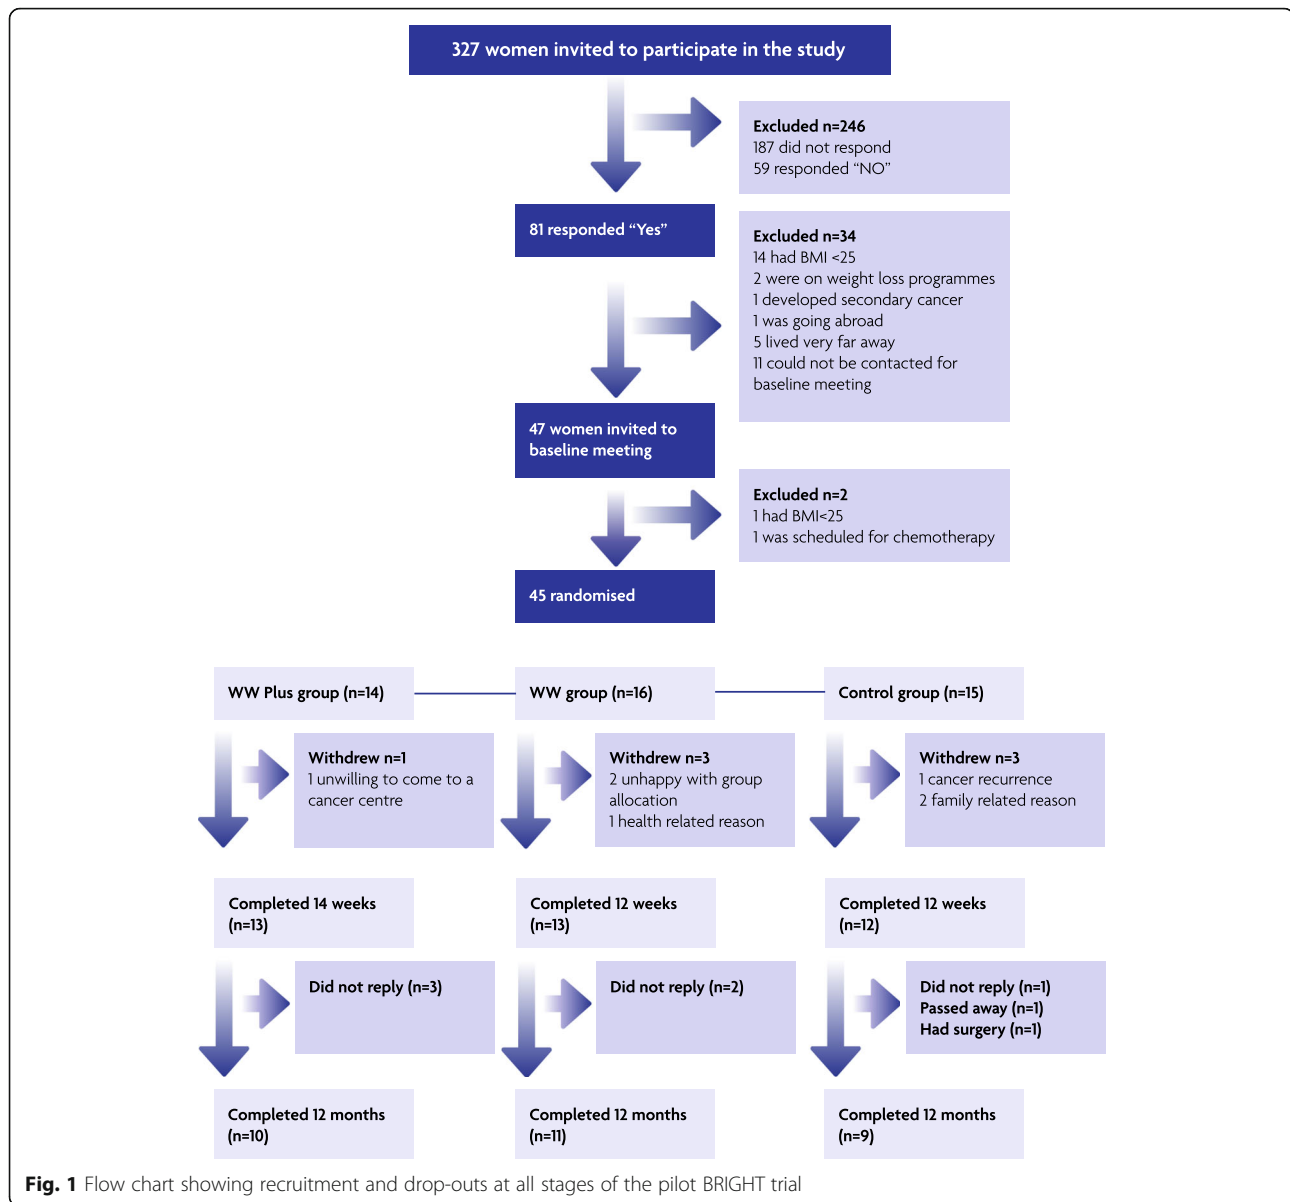 327 women invited to participate in the study
Excluded n=246
187 did not respond
59 responded “NO”
81 responded “Yes”
Excluded n=34
14 had BMI <25
2 were on weight loss programmes
1 developed secondary cancer
1 was going abroad
5 lived very far away
11 could not be contacted for
baseline meeting
47 women invited to
baseline meeting
Excluded n=2
1 had BMI<25
1 was scheduled for chemotherapy
45 randomised
WW Plus group (n=14)
WW group (n=16)
Control group (n=15)
Withdrew n=1
1 unwilling to come to a
cancer centre
Withdrew n=3
2 unhappy with group
allocation
1 health related reason
Withdrew n=3
1 cancer recurrence
2 family related reason
Completed 14 weeks
(n=13)
Completed 12 weeks
(n=13)
Completed 12 weeks
(n=12)
Did not reply (n=3)
Did not reply (n=2)
Did not reply (n=1)
Passed away (n=1)
Had surgery (n=1)
Completed 12 months
(n=10)
Completed 12 months
(n=11)
Completed 12 months
(n=9)
Fig. 1 Flow chart showing recruitment and drop-outs at all stages of the pilot BRIGHT trial